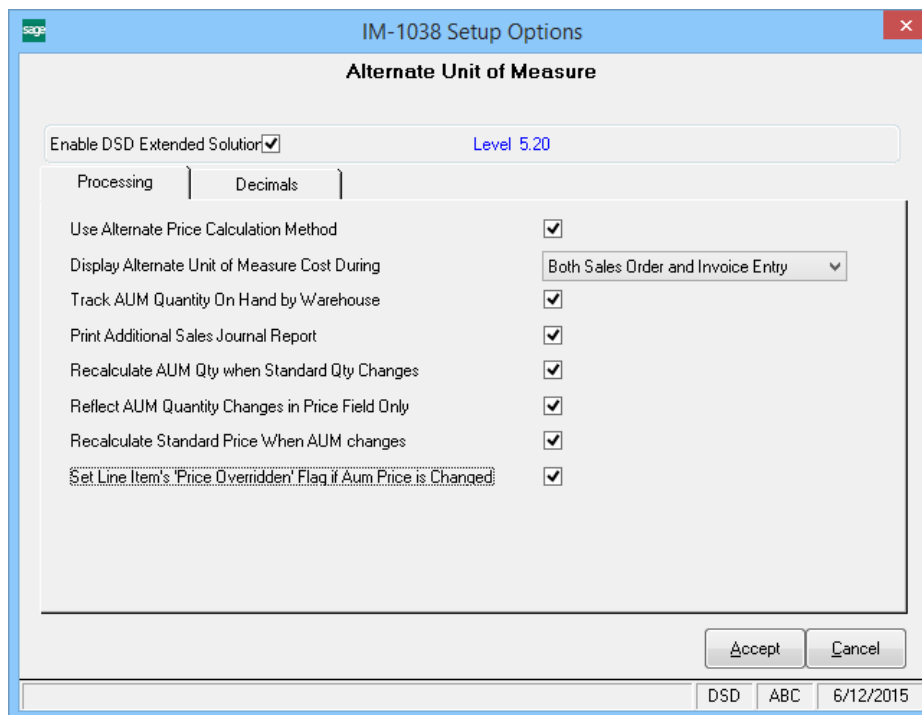 sage
IM-1038 Setup Options
Alternate Unit of Measure
Enable DSD Extended Solution
Level 5.20
Processing
Decimals
Use Alternate Price Calculation Method
Display Alternate Unit of Measure Cost During
Both Sales Order and Invoice Entry
Track AUM Quantity On Hand by Warehouse
Print Additional Sales Journal Report
Recalculate AUM Qty when Standard Qty Changes
Reflect AUM Quantity Changes in Price Field Only
Recalculate Standard Price When AUM changes
Set Line Item's 'Price Overridden' Flag if Aum Price is Changed
Accept
Cancel
DSD
ABC
6/12/2015